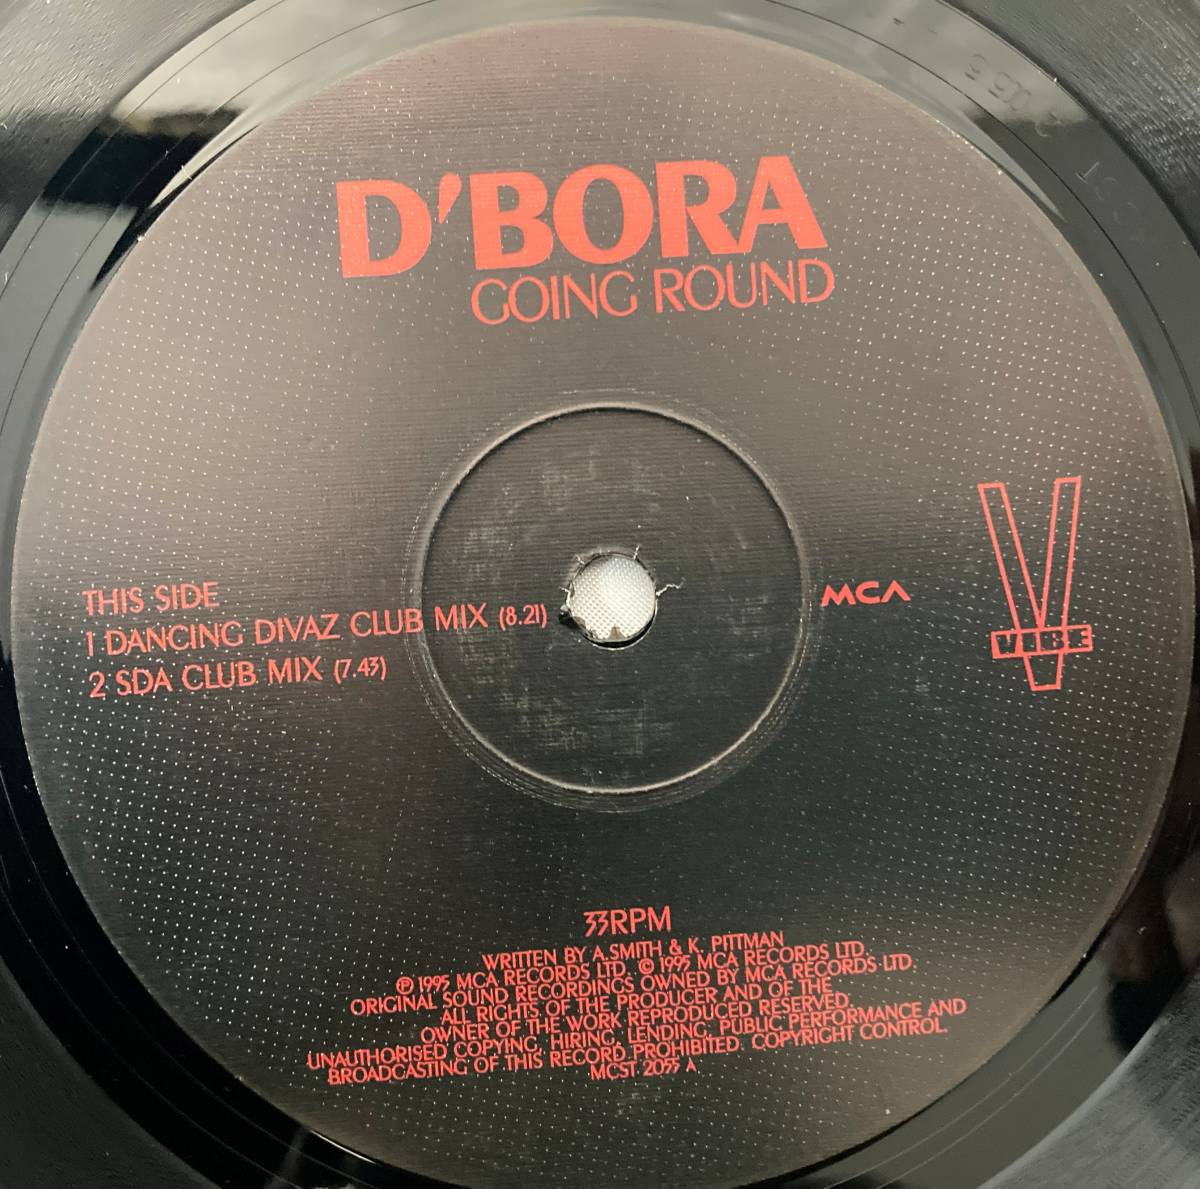 D'BORA
GOING ROUND
THIS SIDE
1 DANCING DIVAZ CLUB MIX (8.21)
2 SDA CLUB MIX (7.43)
MCA
V
VIBE
33RPM
WRITTEN BY A.SMITH & K. PITTMAN
℗ 1995 MCA RECORDS LTD. © 1995 MCA RECORDS LTD.
ORIGINAL SOUND RECORDINGS OWNED BY MCA RECORDS LTD.
ALL RIGHTS OF THE PRODUCER AND OF THE
OWNER OF THE WORK REPRODUCED RESERVED.
UNAUTHORISED COPYING, HIRING, LENDING, PUBLIC PERFORMANCE AND
BROADCASTING OF THIS RECORD PROHIBITED. COPYRIGHT CONTROL.
MCST 2055 A